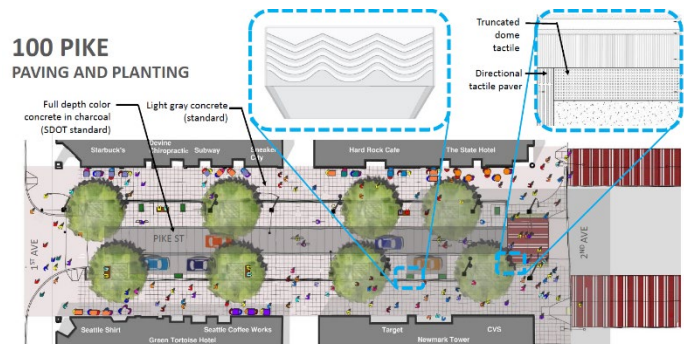 100 PIKE
PAVING AND PLANTING
Truncated
dome
tactile
Directional
tactile paver
Full depth color
concrete in charcoal
(SDOT standard)
Light gray concrete
(standard)
Starbuck's
Devine
Chiropractic
Subway
Sneaker
City
Hard Rock Cafe
The State Hotel
PIKE ST
1ST AVE
2ND AVE
Seattle Shirt
Green Tortoise Hotel
Seattle Coffee Works
Target
Newmark Tower
CVS